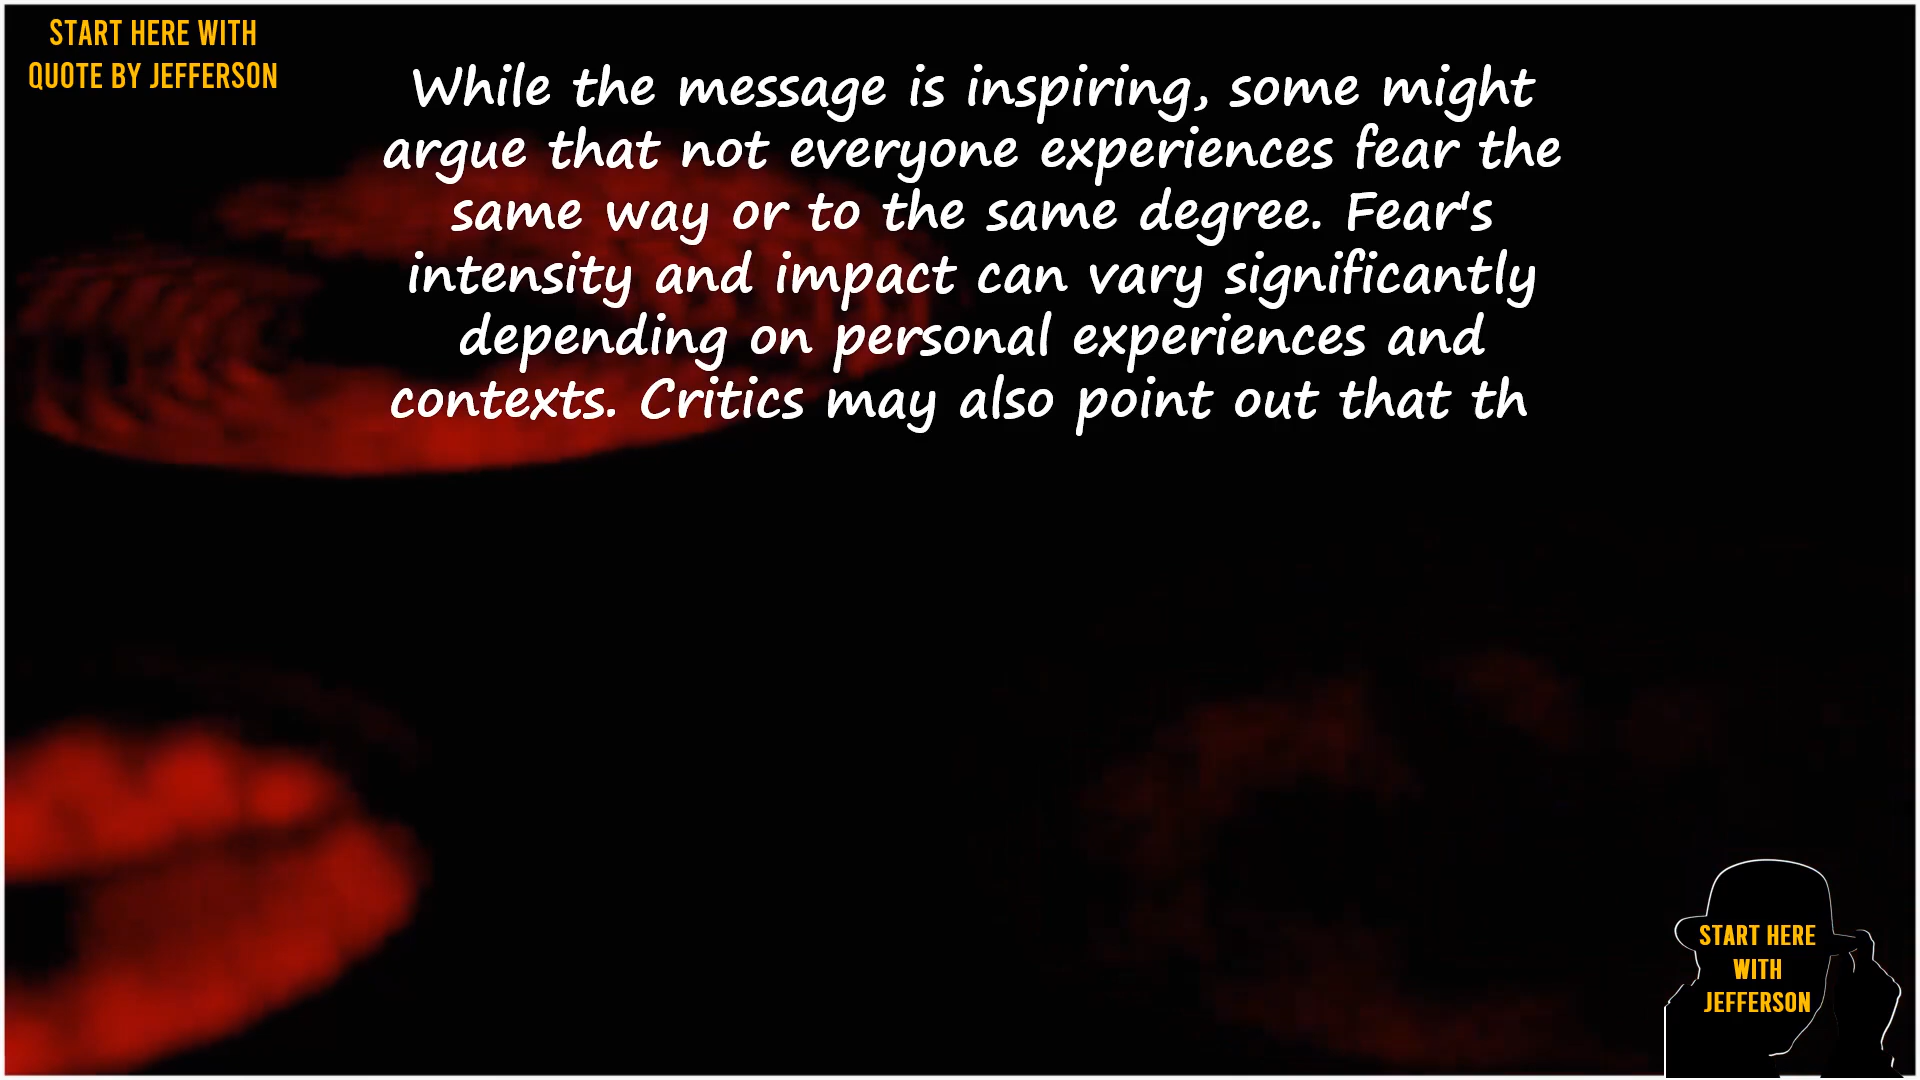 START HERE WITH
QUOTE BY JEFFERSON
While the message is inspiring, some might
argue that not everyone experiences fear the
same way or to the same degree. Fear's
intensity and impact can vary significantly
depending on personal experiences and
contexts. Critics may also point out that th
START HERE
WITH
JEFFERSON